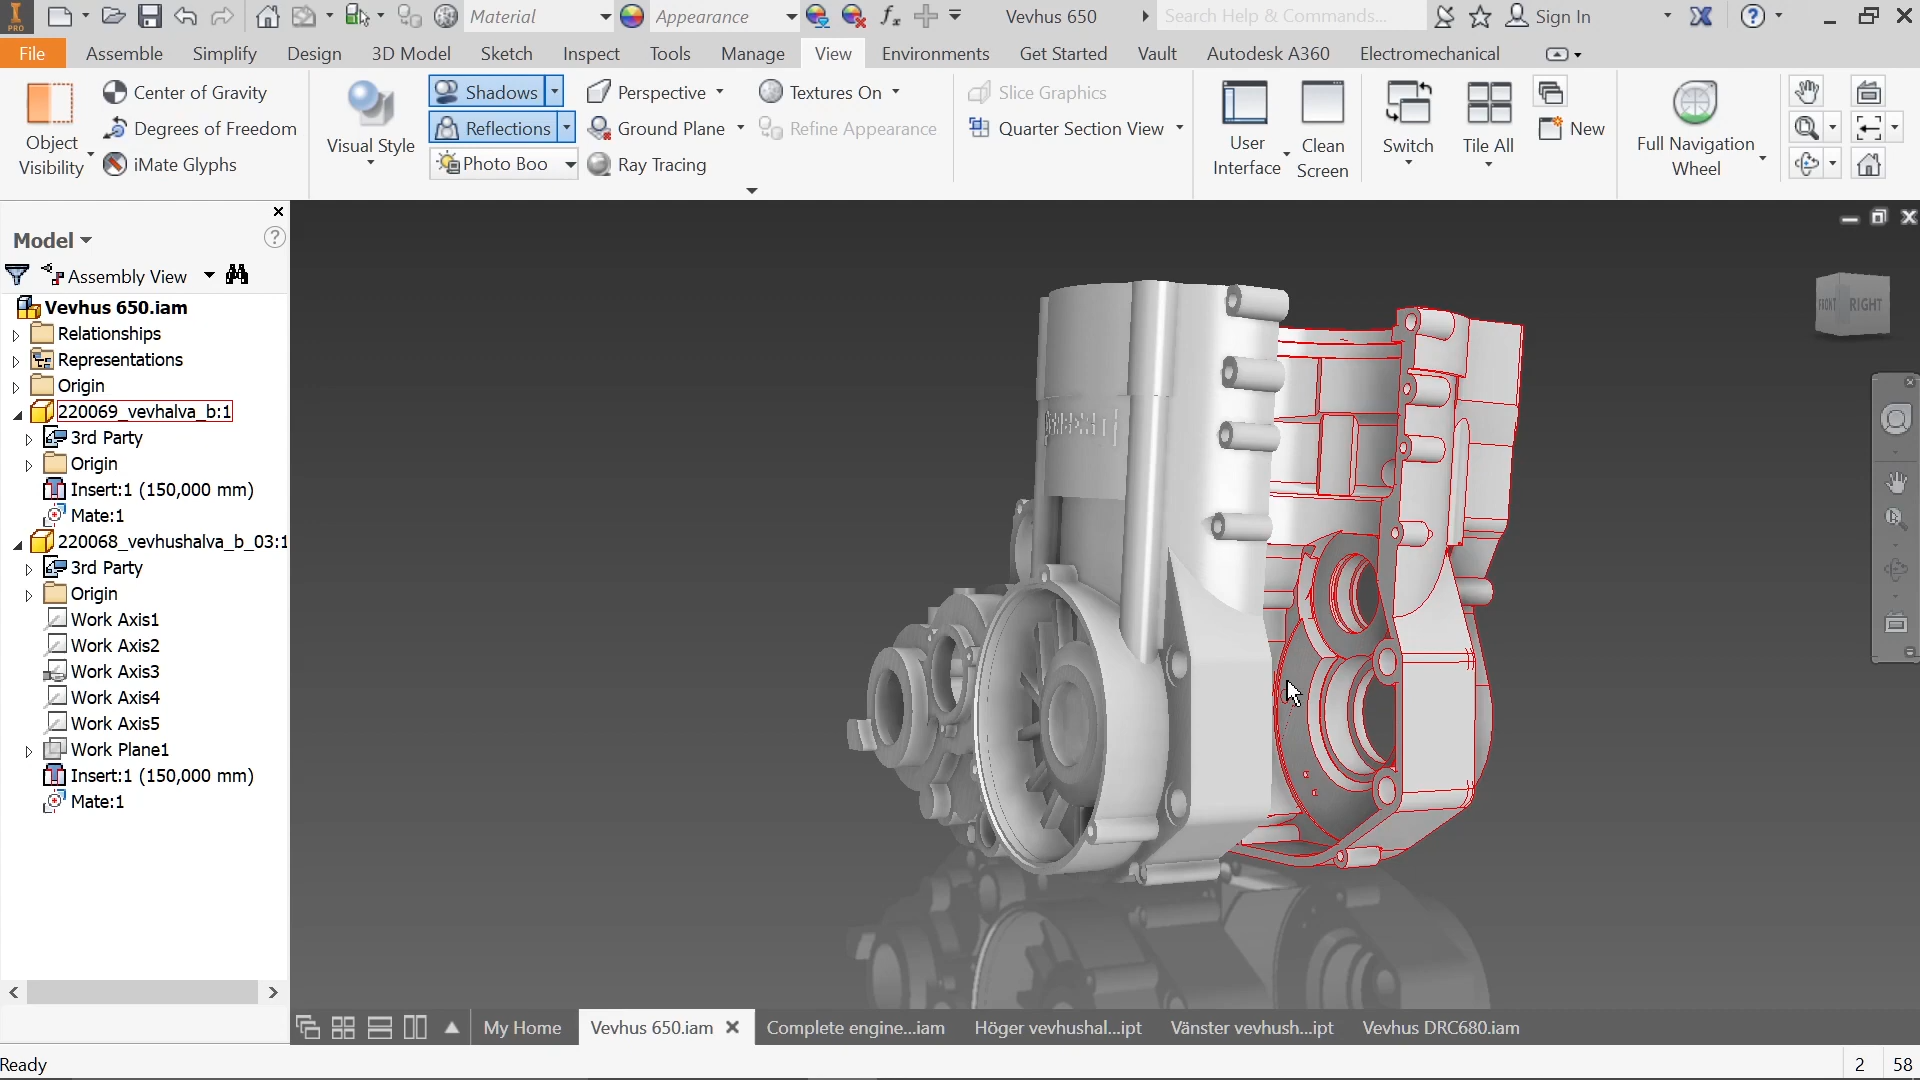 PRO
Material
Appearance
Vevhus 650
Search Help & Commands...
Sign In
File
Assemble
Simplify
Design
3D Model
Sketch
Inspect
Tools
Manage
View
Environments
Get Started
Vault
Autodesk A360
Electromechanical
Object
Visibility
Center of Gravity
Degrees of Freedom
iMate Glyphs
Visual Style
Shadows
Reflections
Photo Boo
Perspective
Ground Plane
Ray Tracing
Textures On
Refine Appearance
Slice Graphics
Quarter Section View
User
Interface
Clean
Screen
Switch
Tile All
New
Full Navigation
Wheel
Model
Assembly View
Vevhus 650.iam
Relationships
Representations
Origin
220069_vevhalva_b:1
3rd Party
Origin
Insert:1 (150,000 mm)
Mate:1
220068_vevhushalva_b_03:1
3rd Party
Origin
Work Axis1
Work Axis2
Work Axis3
Work Axis4
Work Axis5
Work Plane1
Insert:1 (150,000 mm)
Mate:1
FRONT
RIGHT
My Home
Vevhus 650.iam
Complete engine...iam
Höger vevhushal...ipt
Vänster vevhush...ipt
Vevhus DRC680.iam
Ready
2
58